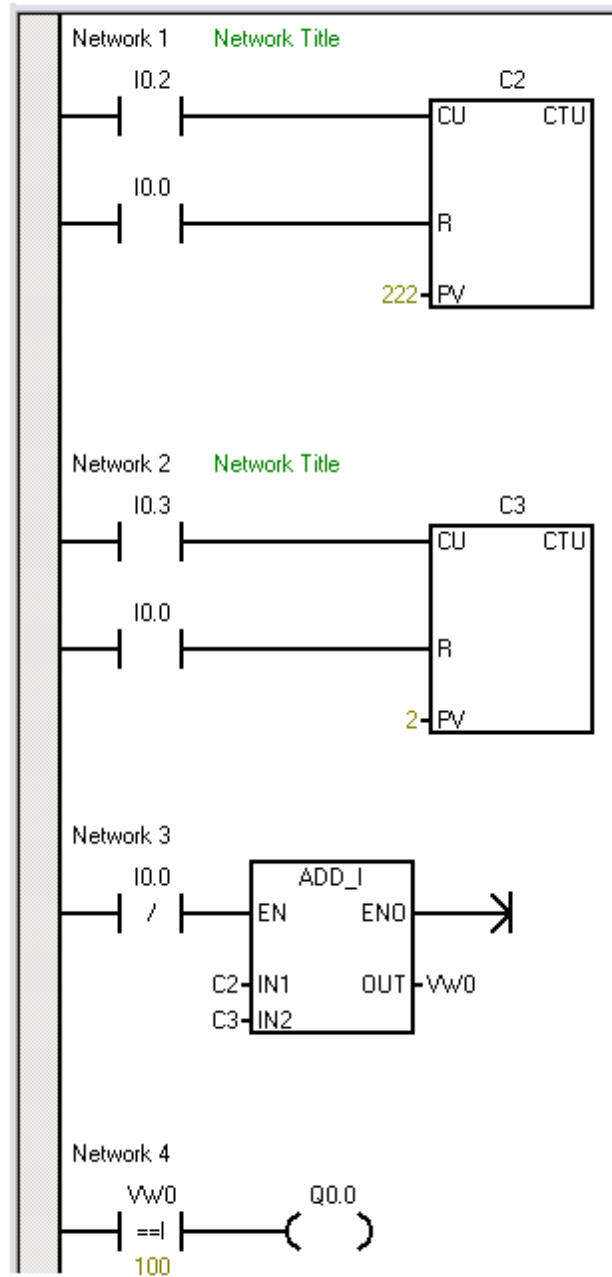 Network 1 Network Title
I0.2 C2
CU CTU
I0.0
R
222 PV
Network 2 Network Title
I0.3 C3
CU CTU
I0.0
R
2 PV
Network 3
I0.0 ADD_I
/ EN ENO
C2 IN1 OUT VW0
C3 IN2
Network 4
VW0 Q0.0
==I
100